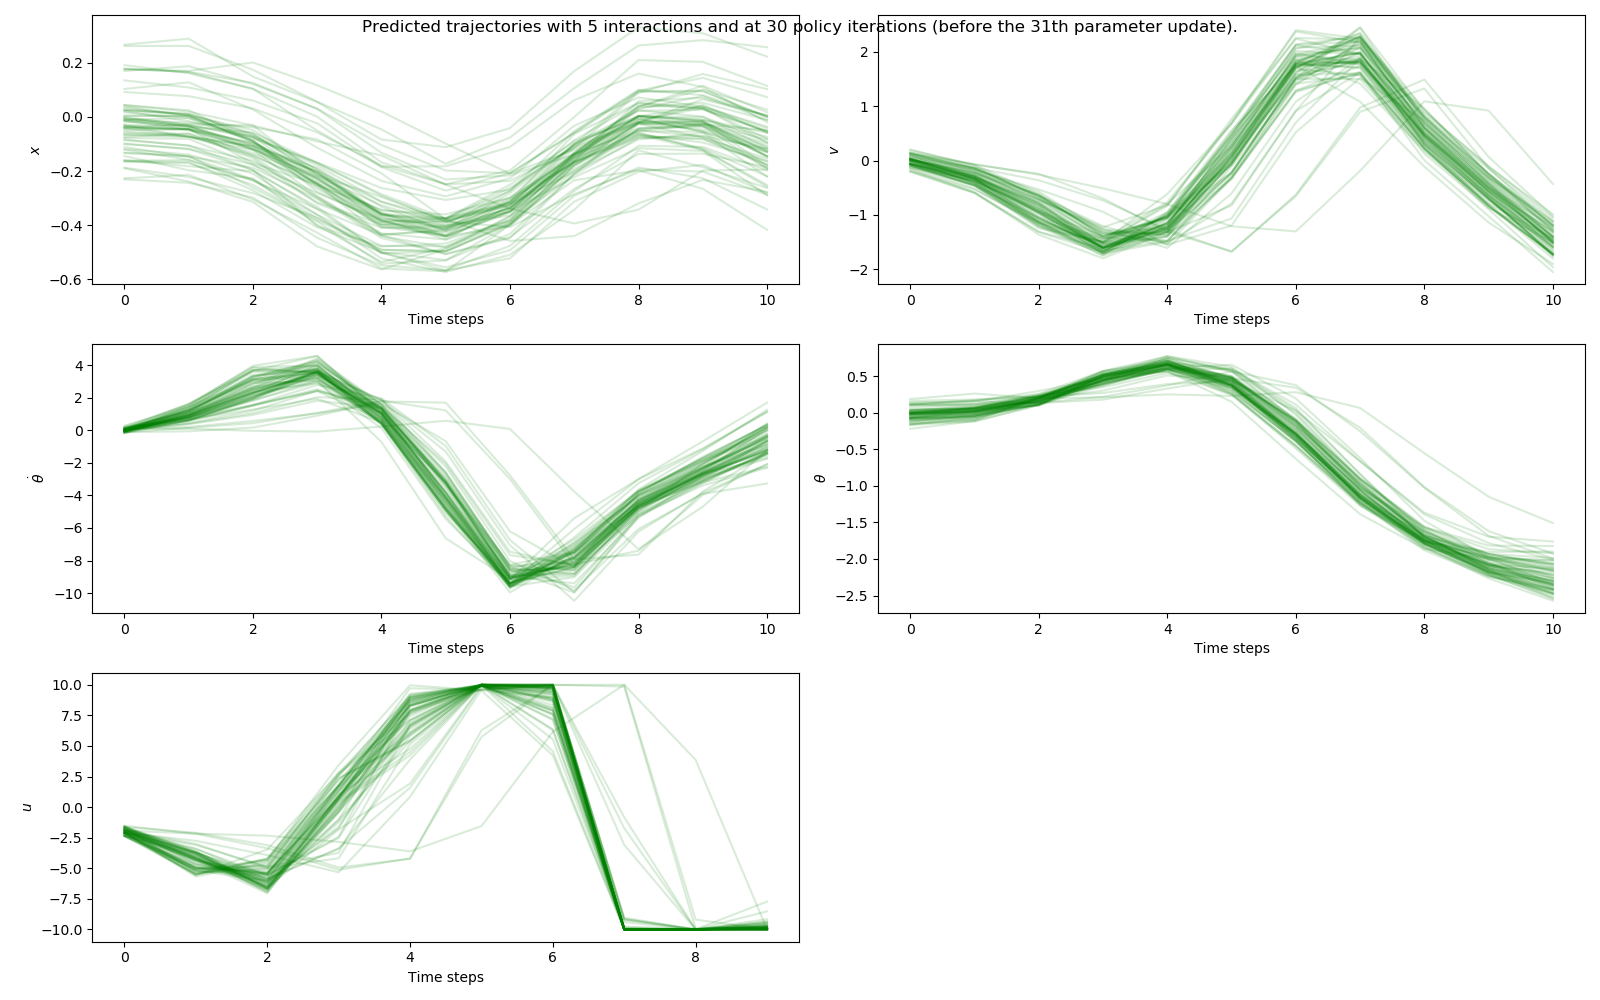 Predicted trajectories with 5 interactions and at 30 policy iterations (before the 31th parameter update).
0.2
0.0
−0.2
−0.4
−0.6
x
0 2 4 6 8 10
Time steps
2
1
0
−1
−2
v
0 2 4 6 8 10
Time steps
4
2
0
−2
−4
−6
−8
−10
θ̇
0 2 4 6 8 10
Time steps
0.5
0.0
−0.5
−1.0
−1.5
−2.0
−2.5
θ
0 2 4 6 8 10
Time steps
10.0
7.5
5.0
2.5
0.0
−2.5
−5.0
−7.5
−10.0
u
0 2 4 6 8
Time steps